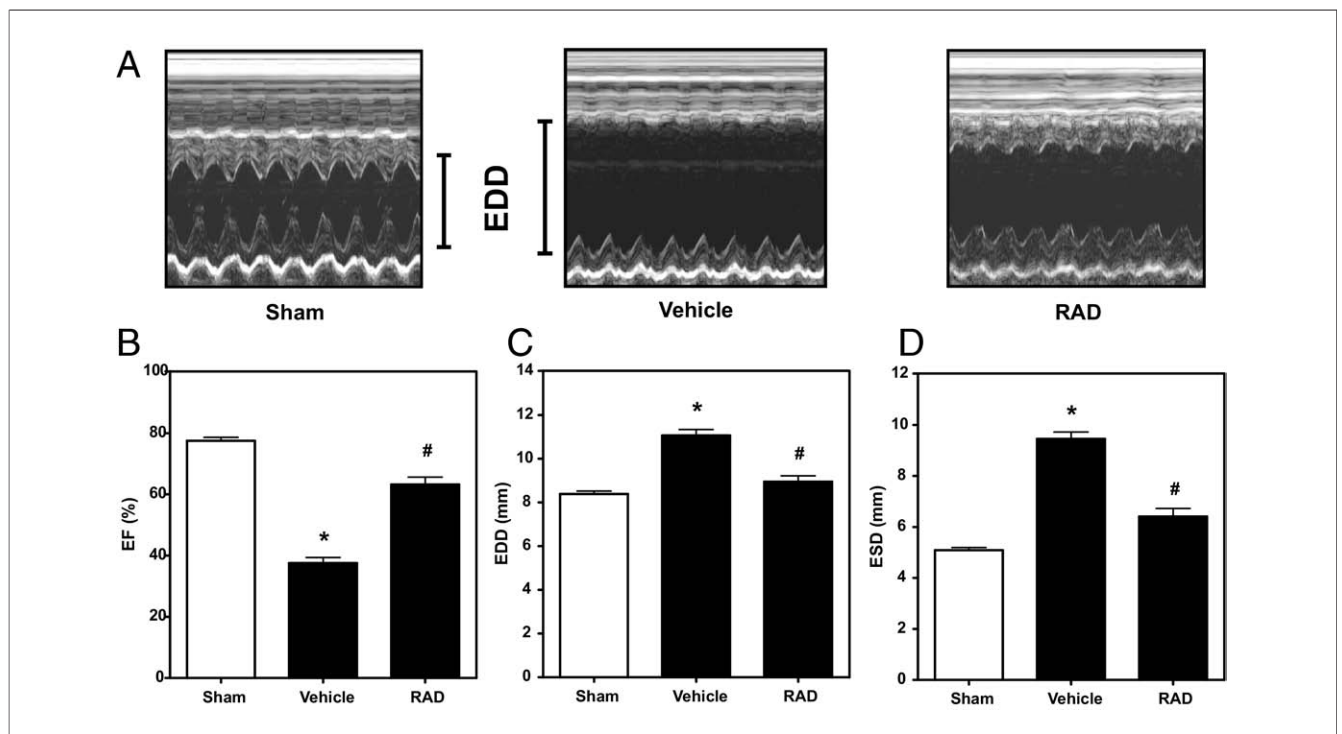 A
EDD
Sham
Vehicle
RAD
B
EF (%)
100
80
60
40
20
0
*
#
Sham
Vehicle
RAD
C
EDD (mm)
14
12
10
8
6
4
2
0
*
#
Sham
Vehicle
RAD
D
ESD (mm)
12
10
8
6
4
2
0
*
#
Sham
Vehicle
RAD